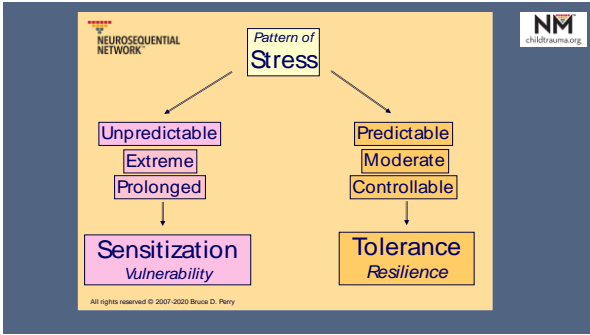 NEUROSEQUENTIAL
NETWORK™
Pattern of
Stress
NM
childtrauma.org
Unpredictable
Extreme
Prolonged
Predictable
Moderate
Controllable
Sensitization
Vulnerability
Tolerance
Resilience
All rights reserved © 2007-2020 Bruce D. Perry